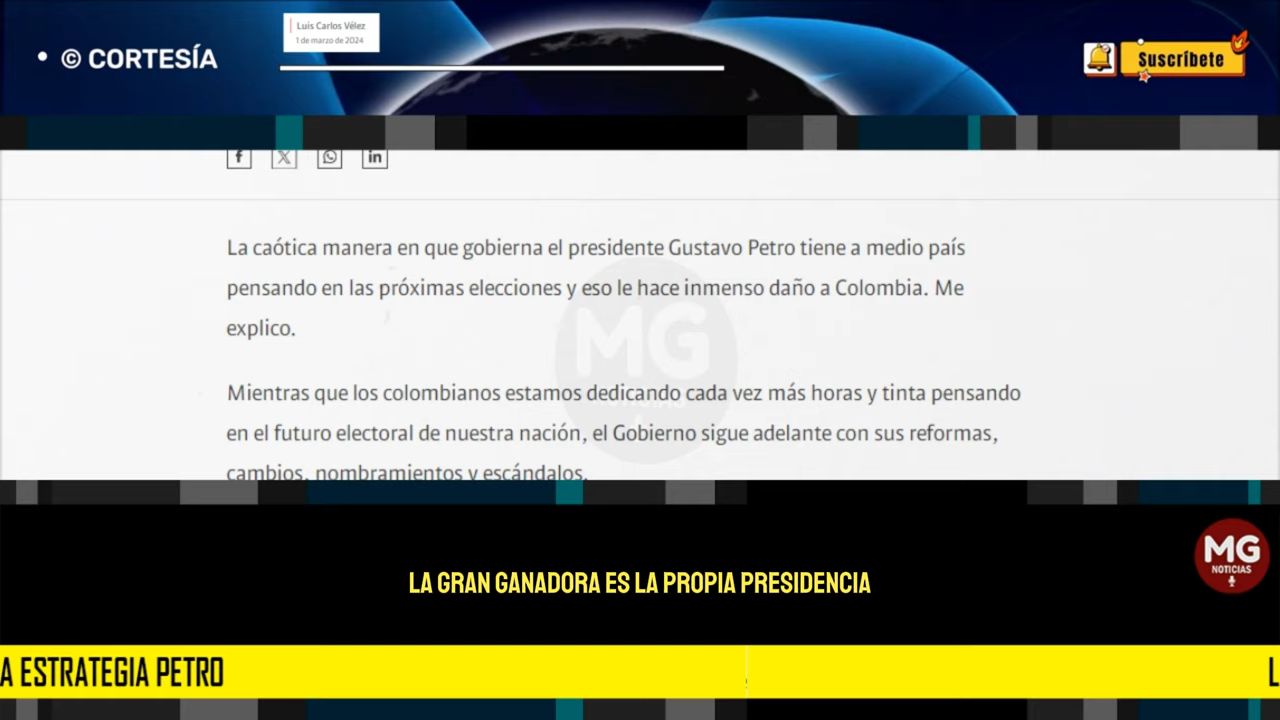 Luis Carlos Vélez
1 de marzo de 2024
• © CORTESÍA
Suscríbete
La caótica manera en que gobierna el presidente Gustavo Petro tiene a medio país
pensando en las próximas elecciones y eso le hace inmenso daño a Colombia. Me
explico.
MG
Mientras que los colombianos estamos dedicando cada vez más horas y tinta pensando
en el futuro electoral de nuestra nación, el Gobierno sigue adelante con sus reformas,
cambios, nombramientos y escándalos.
LA GRAN GANADORA ES LA PROPIA PRESIDENCIA
MG
NOTICIAS
A ESTRATEGIA PETRO
L